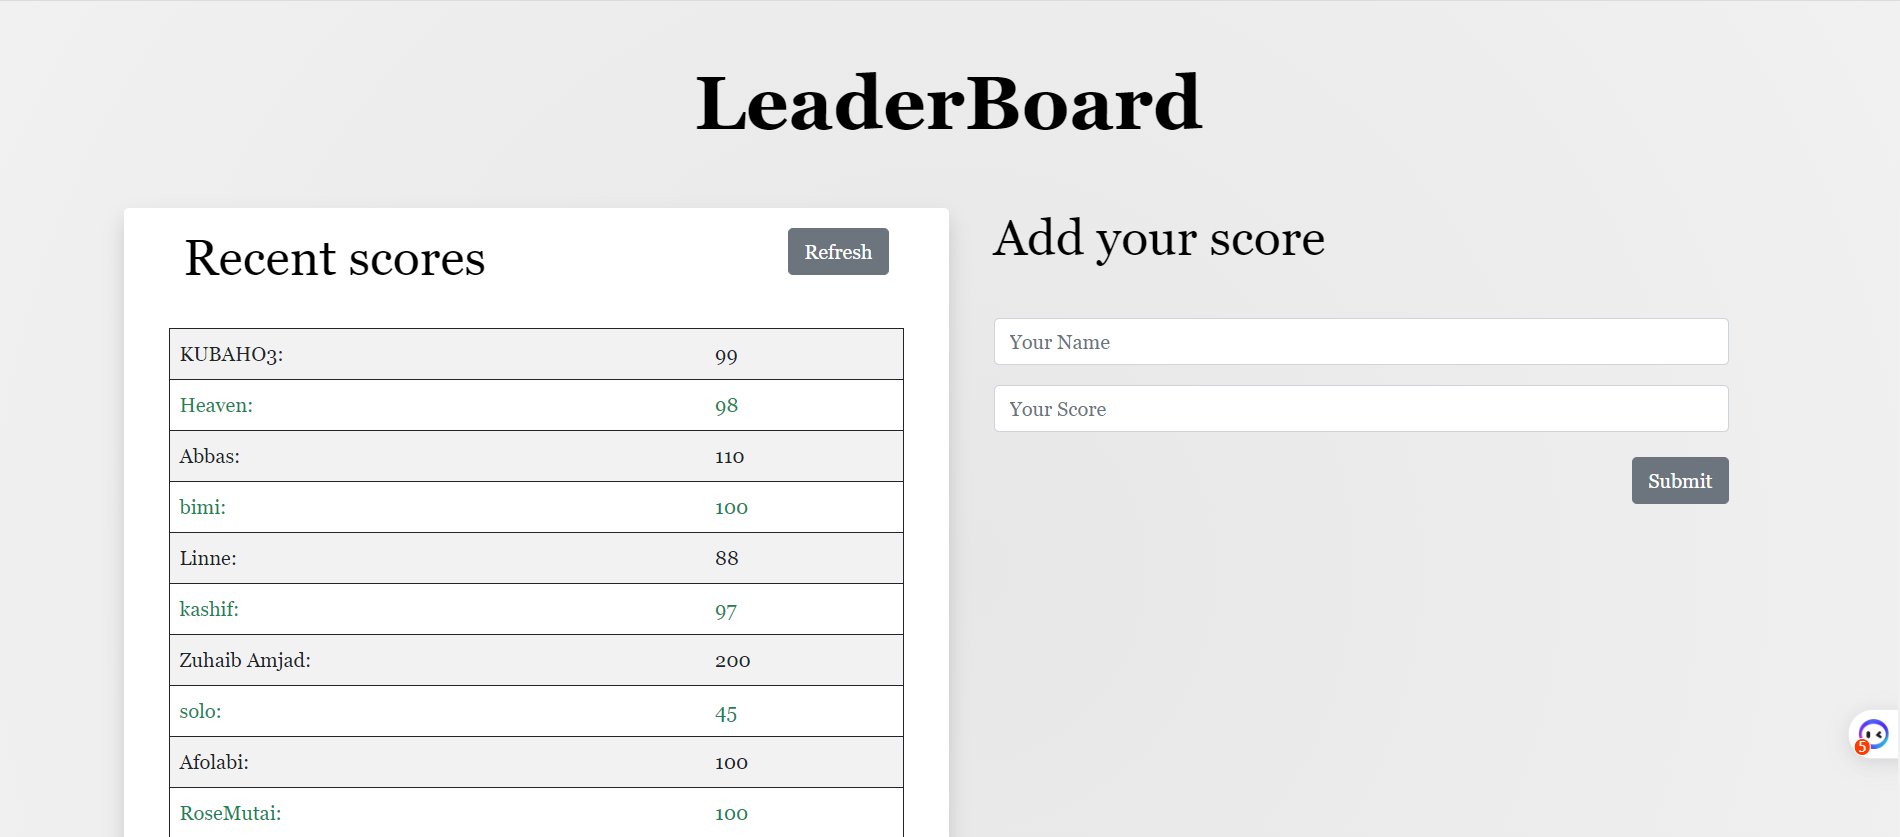 LeaderBoard
Recent scores
Refresh
KUBAHO3: 99
Heaven: 98
Abbas: 110
bimi: 100
Linne: 88
kashif: 97
Zuhaib Amjad: 200
solo: 45
Afolabi: 100
RoseMutai: 100
Add your score
Your Name
Your Score
Submit
5